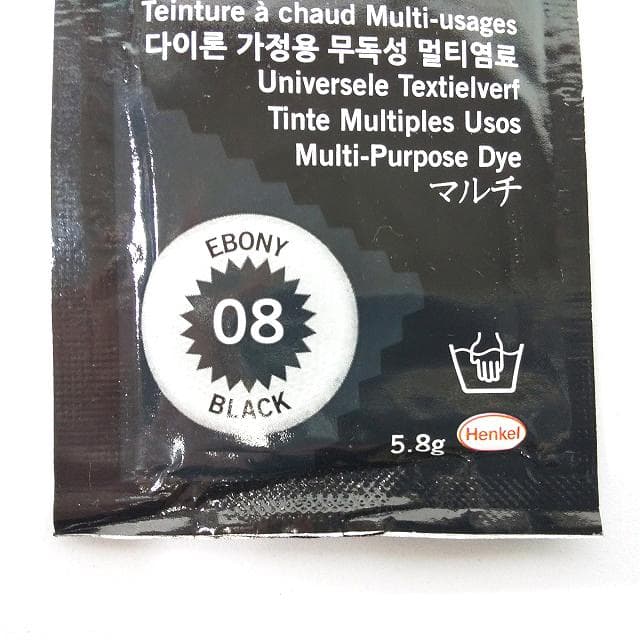 Teinture à chaud Multi-usages
다이론 가정용 무독성 멀티염료
Universele Textielverf
Tinte Multiples Usos
Multi-Purpose Dye
マルチ
EBONY
08
BLACK
5.8g
Henkel